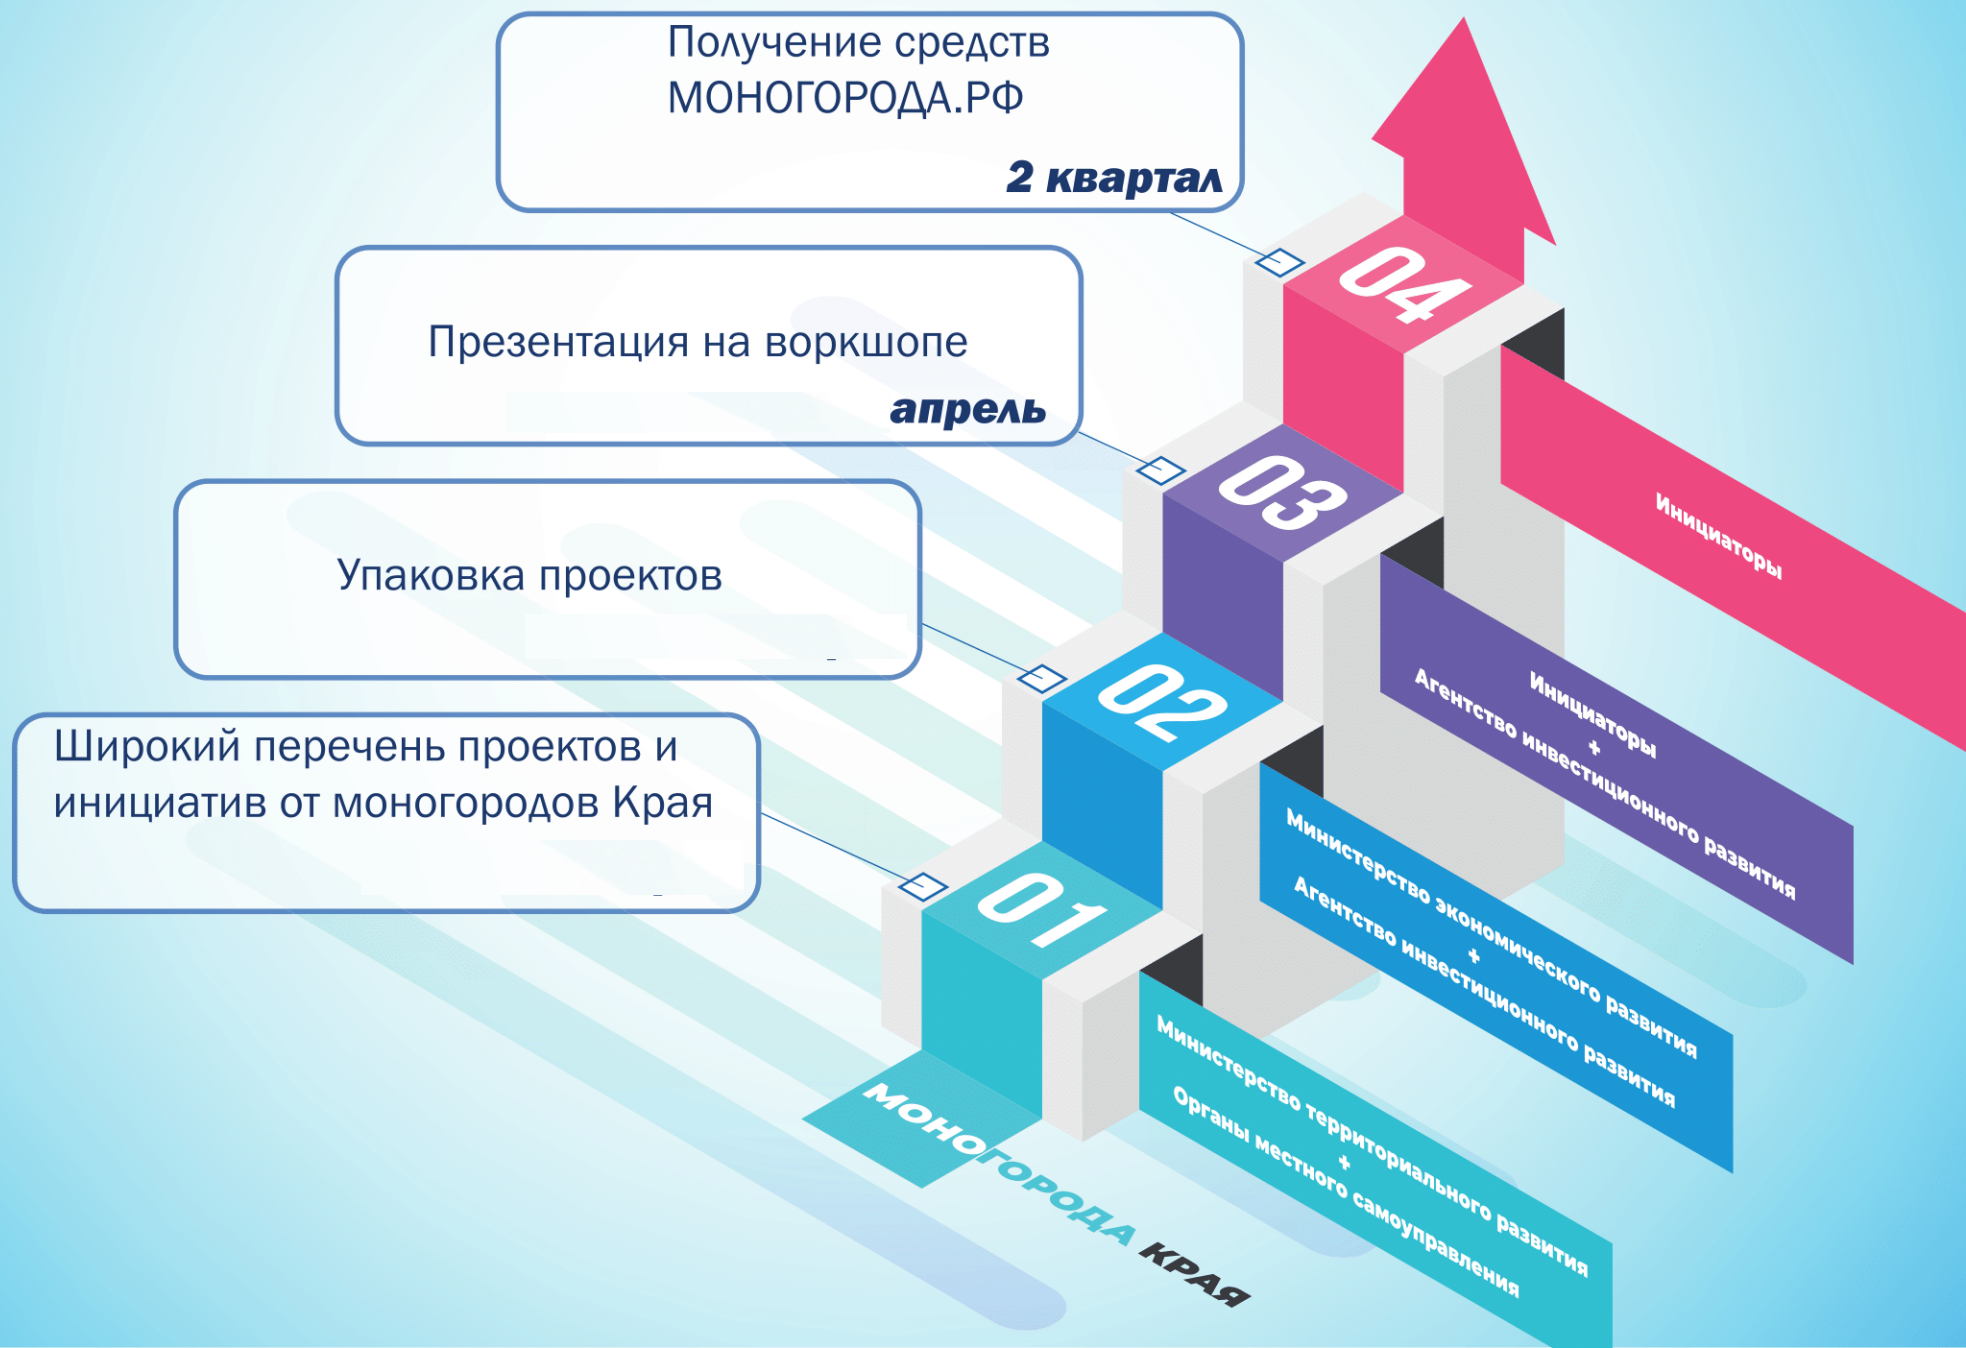 Получение средств
МОНОГОРОДА.РФ
2 квартал
04
Инициаторы
Презентация на воркшопе
апрель
03
Инициаторы
+
Агентство инвестиционного развития
Упаковка проектов
02
Министерство экономического развития
+
Агентство инвестиционного развития
Широкий перечень проектов и
инициатив от моногородов Края
01
Министерство территориального развития
+
Органы местного самоуправления
МОНОГОРОДА КРАЯ